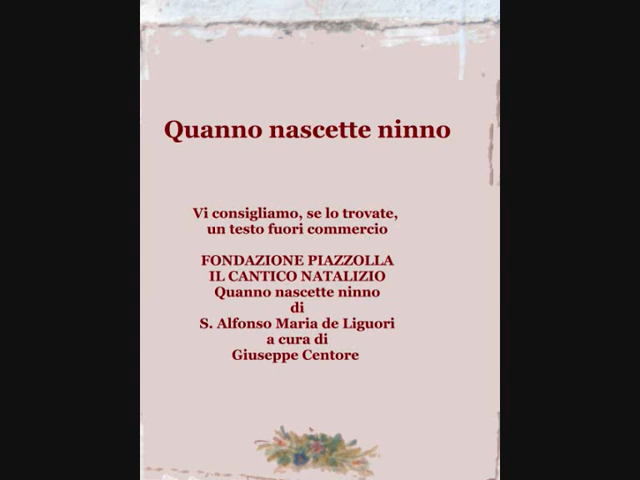 Quanno nascette ninno
Vi consigliamo, se lo trovate,
un testo fuori commercio
FONDAZIONE PIAZZOLLA
IL CANTICO NATALIZIO
Quanno nascette ninno
di
S. Alfonso Maria de Liguori
a cura di
Giuseppe Centore